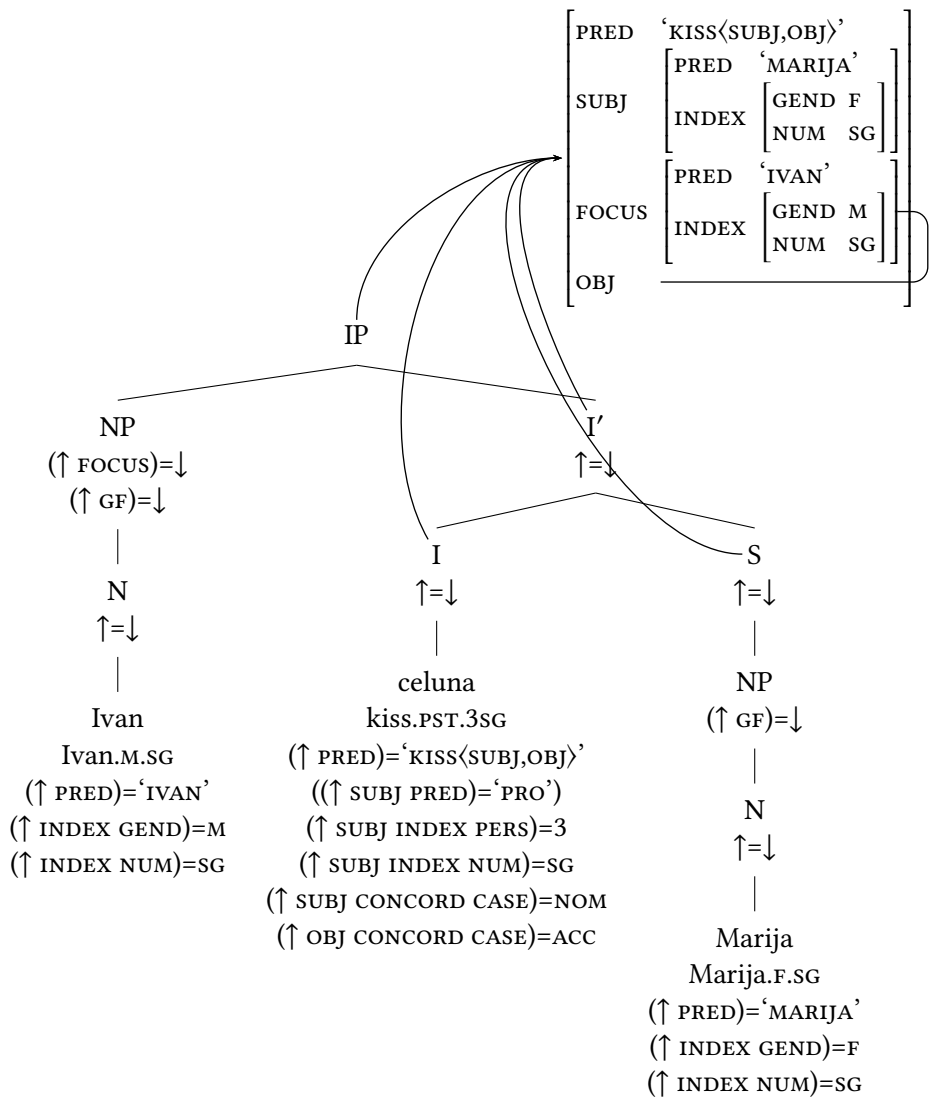 PRED ‘KISS⟨SUBJ,OBJ⟩’
SUBJ
PRED ‘MARIJA’
INDEX
GEND F
NUM SG
FOCUS
PRED ‘IVAN’
INDEX
GEND M
NUM SG
OBJ
IP
NP
(↑ FOCUS)=↓
(↑ GF)=↓
I′
↑=↓
N
↑=↓
I
↑=↓
S
↑=↓
Ivan
Ivan.M.SG
(↑ PRED)=‘IVAN’
(↑ INDEX GEND)=M
(↑ INDEX NUM)=SG
celuna
kiss.PST.3SG
(↑ PRED)=‘KISS⟨SUBJ,OBJ⟩’
((↑ SUBJ PRED)=‘PRO’)
(↑ SUBJ INDEX PERS)=3
(↑ SUBJ INDEX NUM)=SG
(↑ SUBJ CONCORD CASE)=NOM
(↑ OBJ CONCORD CASE)=ACC
NP
(↑ GF)=↓
N
↑=↓
Marija
Marija.F.SG
(↑ PRED)=‘MARIJA’
(↑ INDEX GEND)=F
(↑ INDEX NUM)=SG